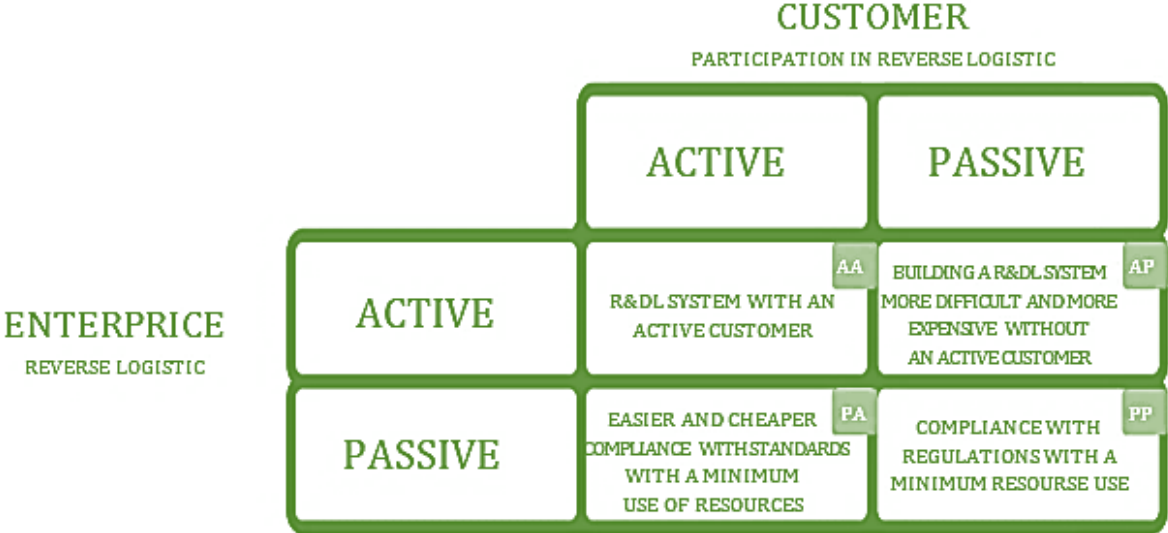 CUSTOMER
PARTICIPATION IN REVERSE LOGISTIC
ACTIVE
PASSIVE
ENTERPRICE
REVERSE LOGISTIC
ACTIVE
AA
R&DL SYSTEM WITH AN
ACTIVE CUSTOMER
AP
BUILDING A R&DL SYSTEM
MORE DIFFICULT AND MORE
EXPENSIVE WITHOUT
AN ACTIVE CUSTOMER
PASSIVE
PA
EASIER AND CHEAPER
COMPLIANCE WITH STANDARDS
WITH A MINIMUM
USE OF RESOURCES
PP
COMPLIANCE WITH
REGULATIONS WITH A
MINIMUM RESOURSE USE